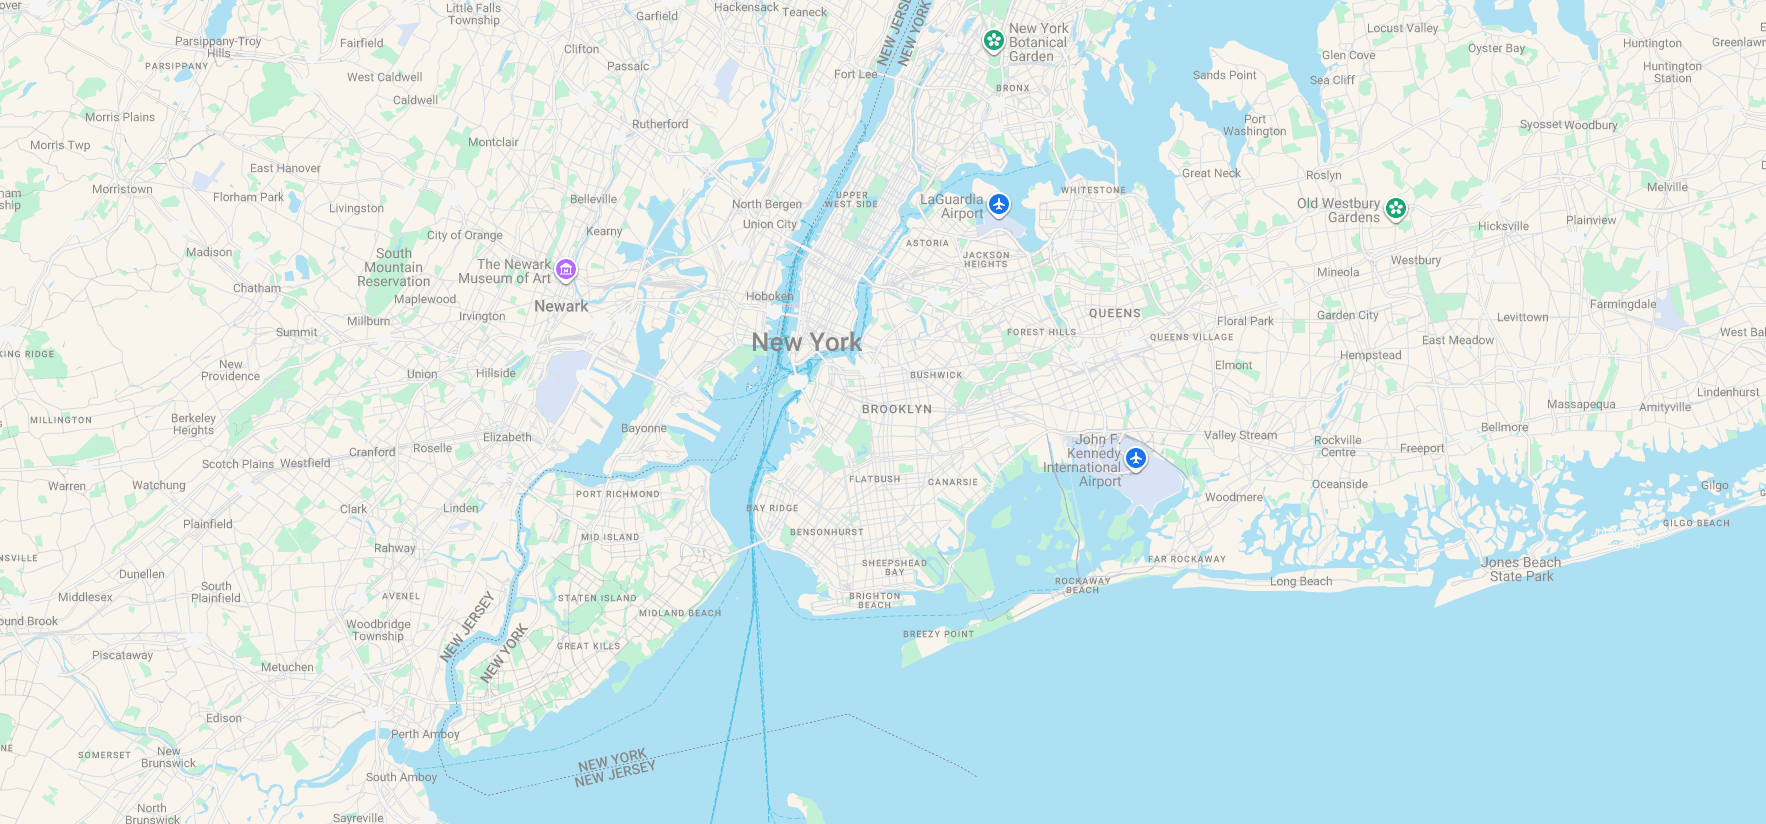 Little Falls
Township
Hackensack
Teaneck
Garfield
Parsippany-Troy
Hills
Fairfield
Clifton
NEW JERSEY
NEW YORK
New York
Botanical
Garden
Locust Valley
Oyster Bay
Huntington
Greenlawn
Glen Cove
PARSIPPANY
West Caldwell
Passaic
Fort Lee
Sands Point
Sea Cliff
Huntington
Station
Caldwell
BRONX
Morris Plains
Rutherford
Port
Washington
Syosset
Woodbury
Morris Twp
Montclair
East Hanover
Great Neck
Roslyn
Morristown
Florham Park
Belleville
UPPER
WEST SIDE
LaGuardia
Airport
WHITESTONE
Melville
Livingston
North Bergen
Old Westbury
Gardens
Plainview
Union City
Hicksville
City of Orange
Kearny
Madison
South
Mountain
Reservation
ASTORIA
JACKSON
HEIGHTS
Westbury
The Newark
Museum of Art
Mineola
Chatham
Maplewood
Newark
Hoboken
Farmingdale
Millburn
Irvington
QUEENS
Floral Park
Garden City
Levittown
Summit
New York
FOREST HILLS
QUEENS VILLAGE
East Meadow
KING RIDGE
Hempstead
New
Providence
Union
Hillside
BUSHWICK
Elmont
Lindenhurst
MILLINGTON
Berkeley
Heights
BROOKLYN
Massapequa
Amityville
Bayonne
Elizabeth
John F.
Kennedy
International
Airport
Valley Stream
Rockville
Centre
Freeport
Bellmore
Cranford
Roselle
Scotch Plains
Westfield
Warren
Watchung
PORT RICHMOND
FLATBUSH
CANARSIE
Oceanside
Woodmere
Gilgo
Clark
Linden
BAY RIDGE
Plainfield
GILGO BEACH
MID ISLAND
BENSONHURST
Rahway
Dunellen
SHEEPSHEAD
BAY
FAR ROCKAWAY
Jones Beach
State Park
South
Plainfield
ROCKAWAY
BEACH
Long Beach
Middlesex
AVENEL
STATEN ISLAND
MIDLAND BEACH
BRIGHTON
BEACH
Woodbridge
Township
NEW JERSEY
NEW YORK
BREEZY POINT
GREAT KILLS
Piscataway
Metuchen
Edison
Perth Amboy
SOMERSET
New
Brunswick
NEW YORK
NEW JERSEY
South Amboy
North
Brunswick
Sayreville